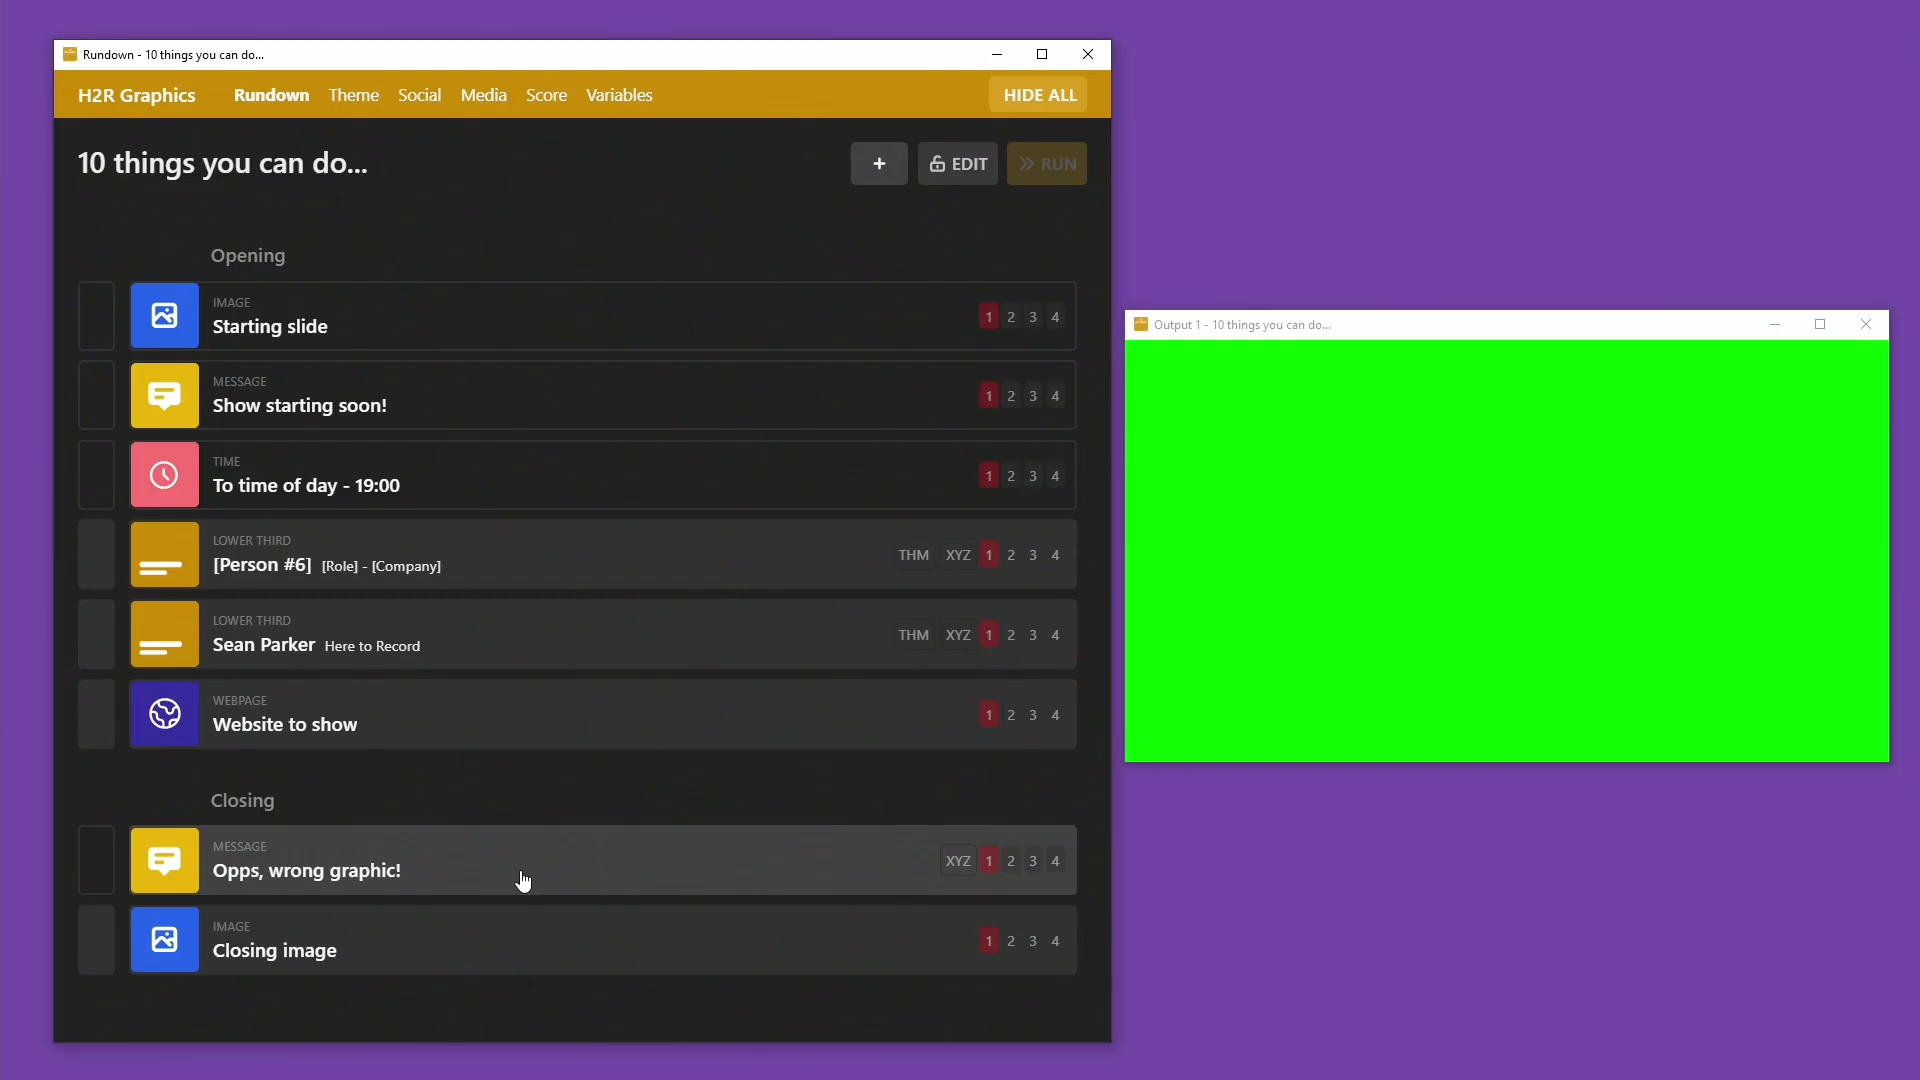 Rundown - 10 things you can do...
H2R Graphics Rundown Theme Social Media Score Variables HIDE ALL
10 things you can do... + EDIT RUN
Opening
IMAGE
Starting slide 1 2 3 4
MESSAGE
Show starting soon! 1 2 3 4
TIME
To time of day - 19:00 1 2 3 4
LOWER THIRD
[Person #6] [Role] - [Company] THM XYZ 1 2 3 4
LOWER THIRD
Sean Parker Here to Record THM XYZ 1 2 3 4
WEBPAGE
Website to show 1 2 3 4
Closing
MESSAGE
Opps, wrong graphic! XYZ 1 2 3 4
IMAGE
Closing image 1 2 3 4
Output 1 - 10 things you can do...